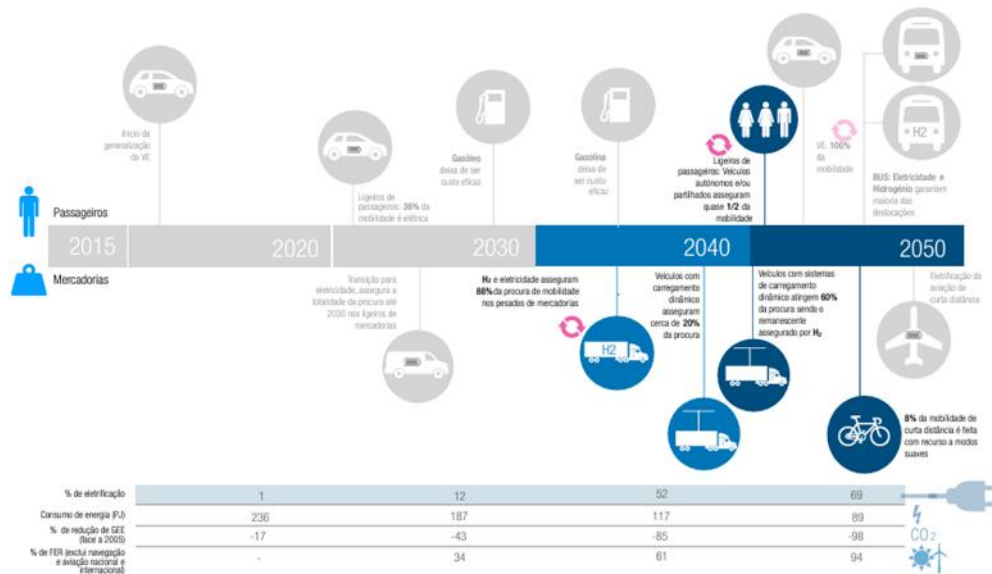 Início da
generalização
da VE
Ligeiros de
passageiros: 36% da
mobilidade é elétrica
Gasóleo
deixa de ser
custo eficaz
Gasolina
deixa de
ser custo-
eficaz
Ligeiros de
passageiros: Veículos
autónomos e/ou
partilhados asseguram
quase 1/2 da
mobilidade
VE: 100%
da
mobilidade
H2
BUS: Eletricidade e
Hidrogénio garantem
maioria das
deslocações
Passageiros
2015
2020
2030
2040
2050
Mercadorias
Transição para
eletricidade, assegura a
totalidade da procura até
2030 nos ligeiros de
mercadorias
H₂ e eletricidade asseguram
88% da procura de mobilidade
nos pesados de mercadorias
H2
Veículos com
carregamento
dinâmico
asseguram
cerca de 20%
da procura
Veículos com sistemas
de carregamento
dinâmico atingem 60%
da procura sendo o
remanescente
assegurado por H₂
Eletrificação da
aviação de
curta distância
8% da mobilidade de
curta distância é feita
com recurso a modos
suaves
% de eletrificação 1 12 52 69
Consumo de energia (PJ) 236 187 117 89
% de redução de GEE
(face a 2005) -17 -43 -85 -98
% de FER (exclui navegação
e aviação nacional e
internacional) - 34 61 94
CO₂